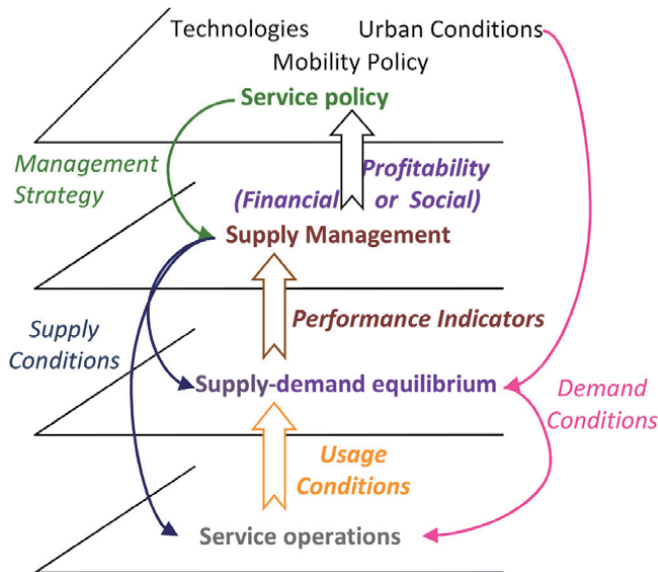 Technologies Urban Conditions
Mobility Policy
Service policy
Management
Strategy
Profitability
(Financial or Social)
Supply Management
Supply
Conditions
Performance Indicators
Supply-demand equilibrium
Demand
Conditions
Usage
Conditions
Service operations